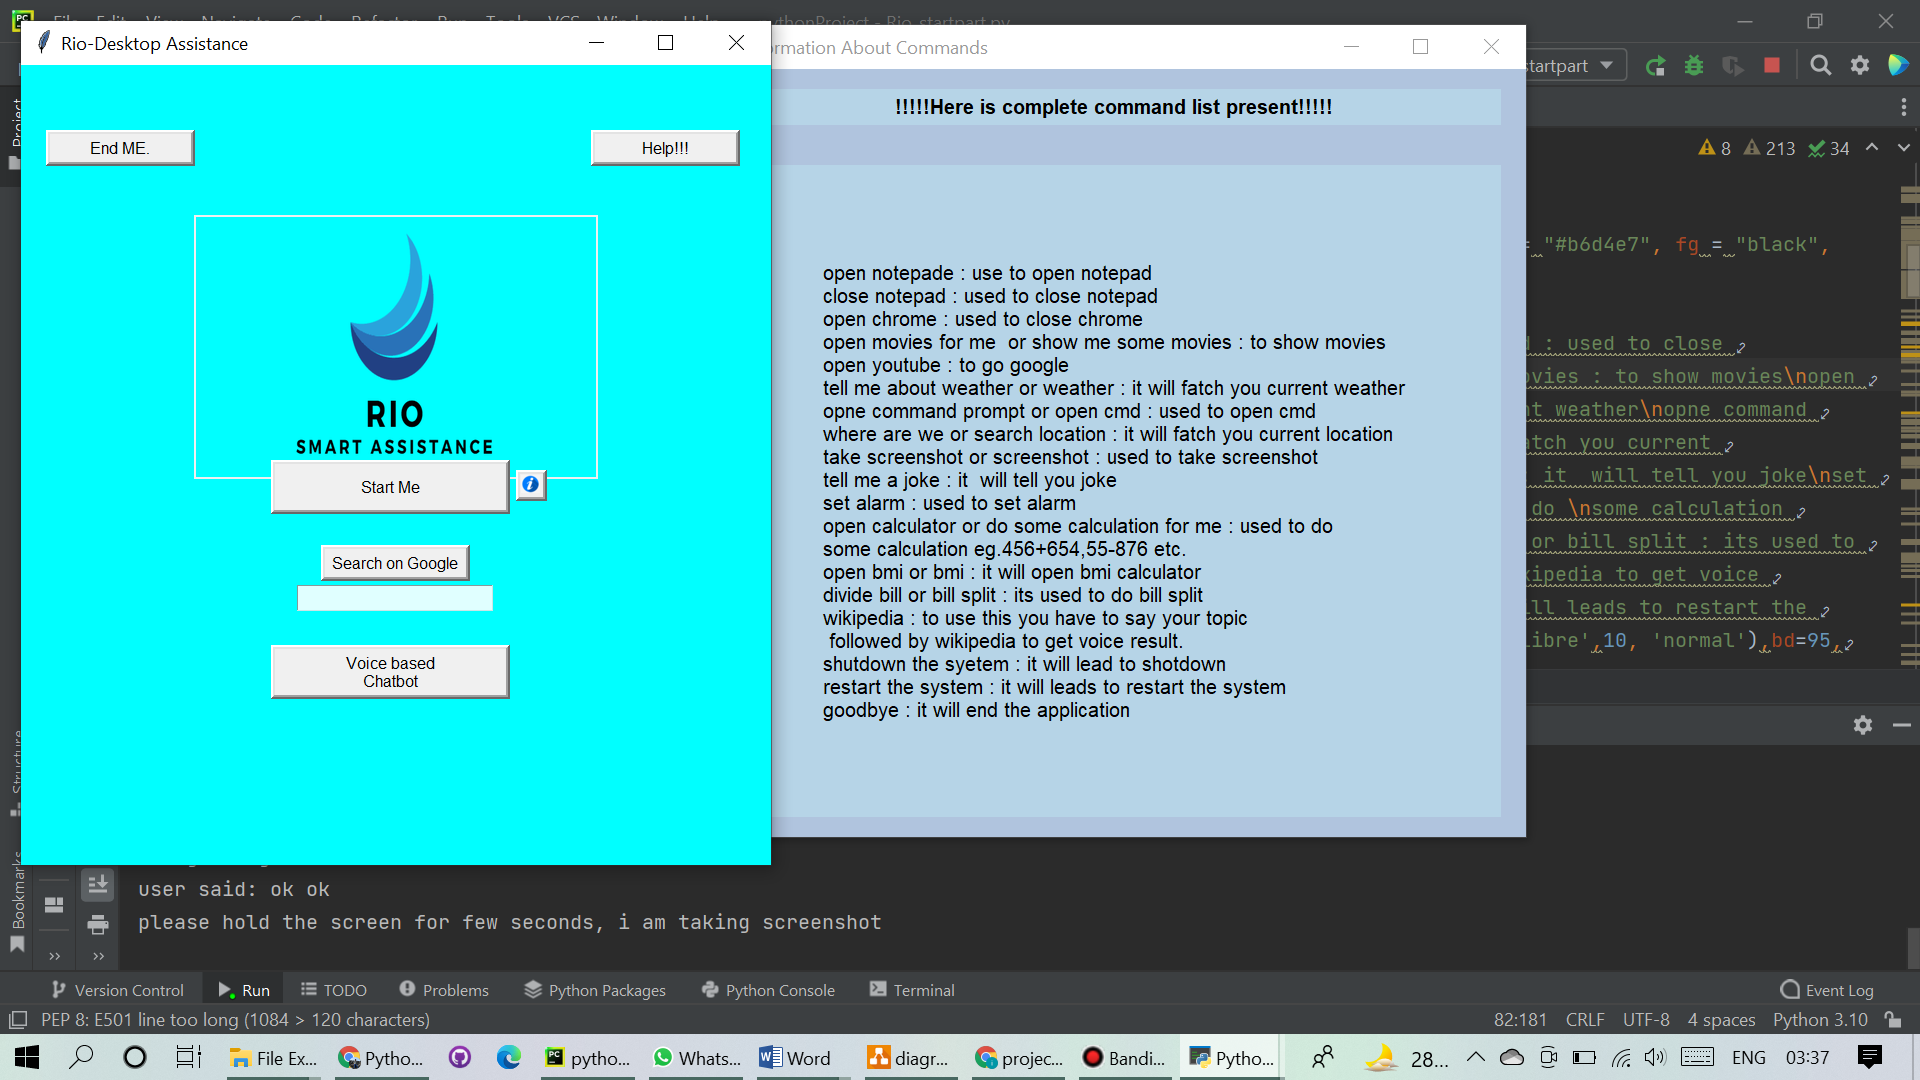 Rio-Desktop Assistance
End ME.
Help!!!
RIO
SMART ASSISTANCE
Start Me
Search on Google
Voice based
Chatbot
ormation About Commands
!!!!!Here is complete command list present!!!!!
open notepade : use to open notepad
close notepad : used to close notepad
open chrome : used to close chrome
open movies for me  or show me some movies : to show movies
open youtube : to go google
tell me about weather or weather : it will fatch you current weather
opne command prompt or open cmd : used to open cmd
where are we or search location : it will fatch you current location
take screenshot or screenshot : used to take screenshot
tell me a joke : it  will tell you joke
set alarm : used to set alarm
open calculator or do some calculation for me : used to do
some calculation eg.456+654,55-876 etc.
open bmi or bmi : it will open bmi calculator
divide bill or bill split : its used to do bill split
wikipedia : to use this you have to say your topic
 followed by wikipedia to get voice result.
shutdown the syetem : it will lead to shotdown
restart the system : it will leads to restart the system
goodbye : it will end the application
startpart
8 213 34
= "#b6d4e7", fg = "black",
d : used to close
ovies : to show movies\nopen
nt weather\nopne command
atch you current
it  will tell you joke\nset
do \nsome calculation
or bill split : its used to
kipedia to get voice
ill leads to restart the
libre',10, 'normal'),bd=95,
Project
Structure
Bookmarks
user said: ok ok
please hold the screen for few seconds, i am taking screenshot
Version Control
Run
TODO
Problems
Python Packages
Python Console
Terminal
Event Log
PEP 8: E501 line too long (1084 > 120 characters)
82:181 CRLF UTF-8 4 spaces Python 3.10
File Ex...
Pytho...
pytho...
Whats...
Word
diagr...
projec...
Bandi...
Pytho...
28...
ENG
03:37